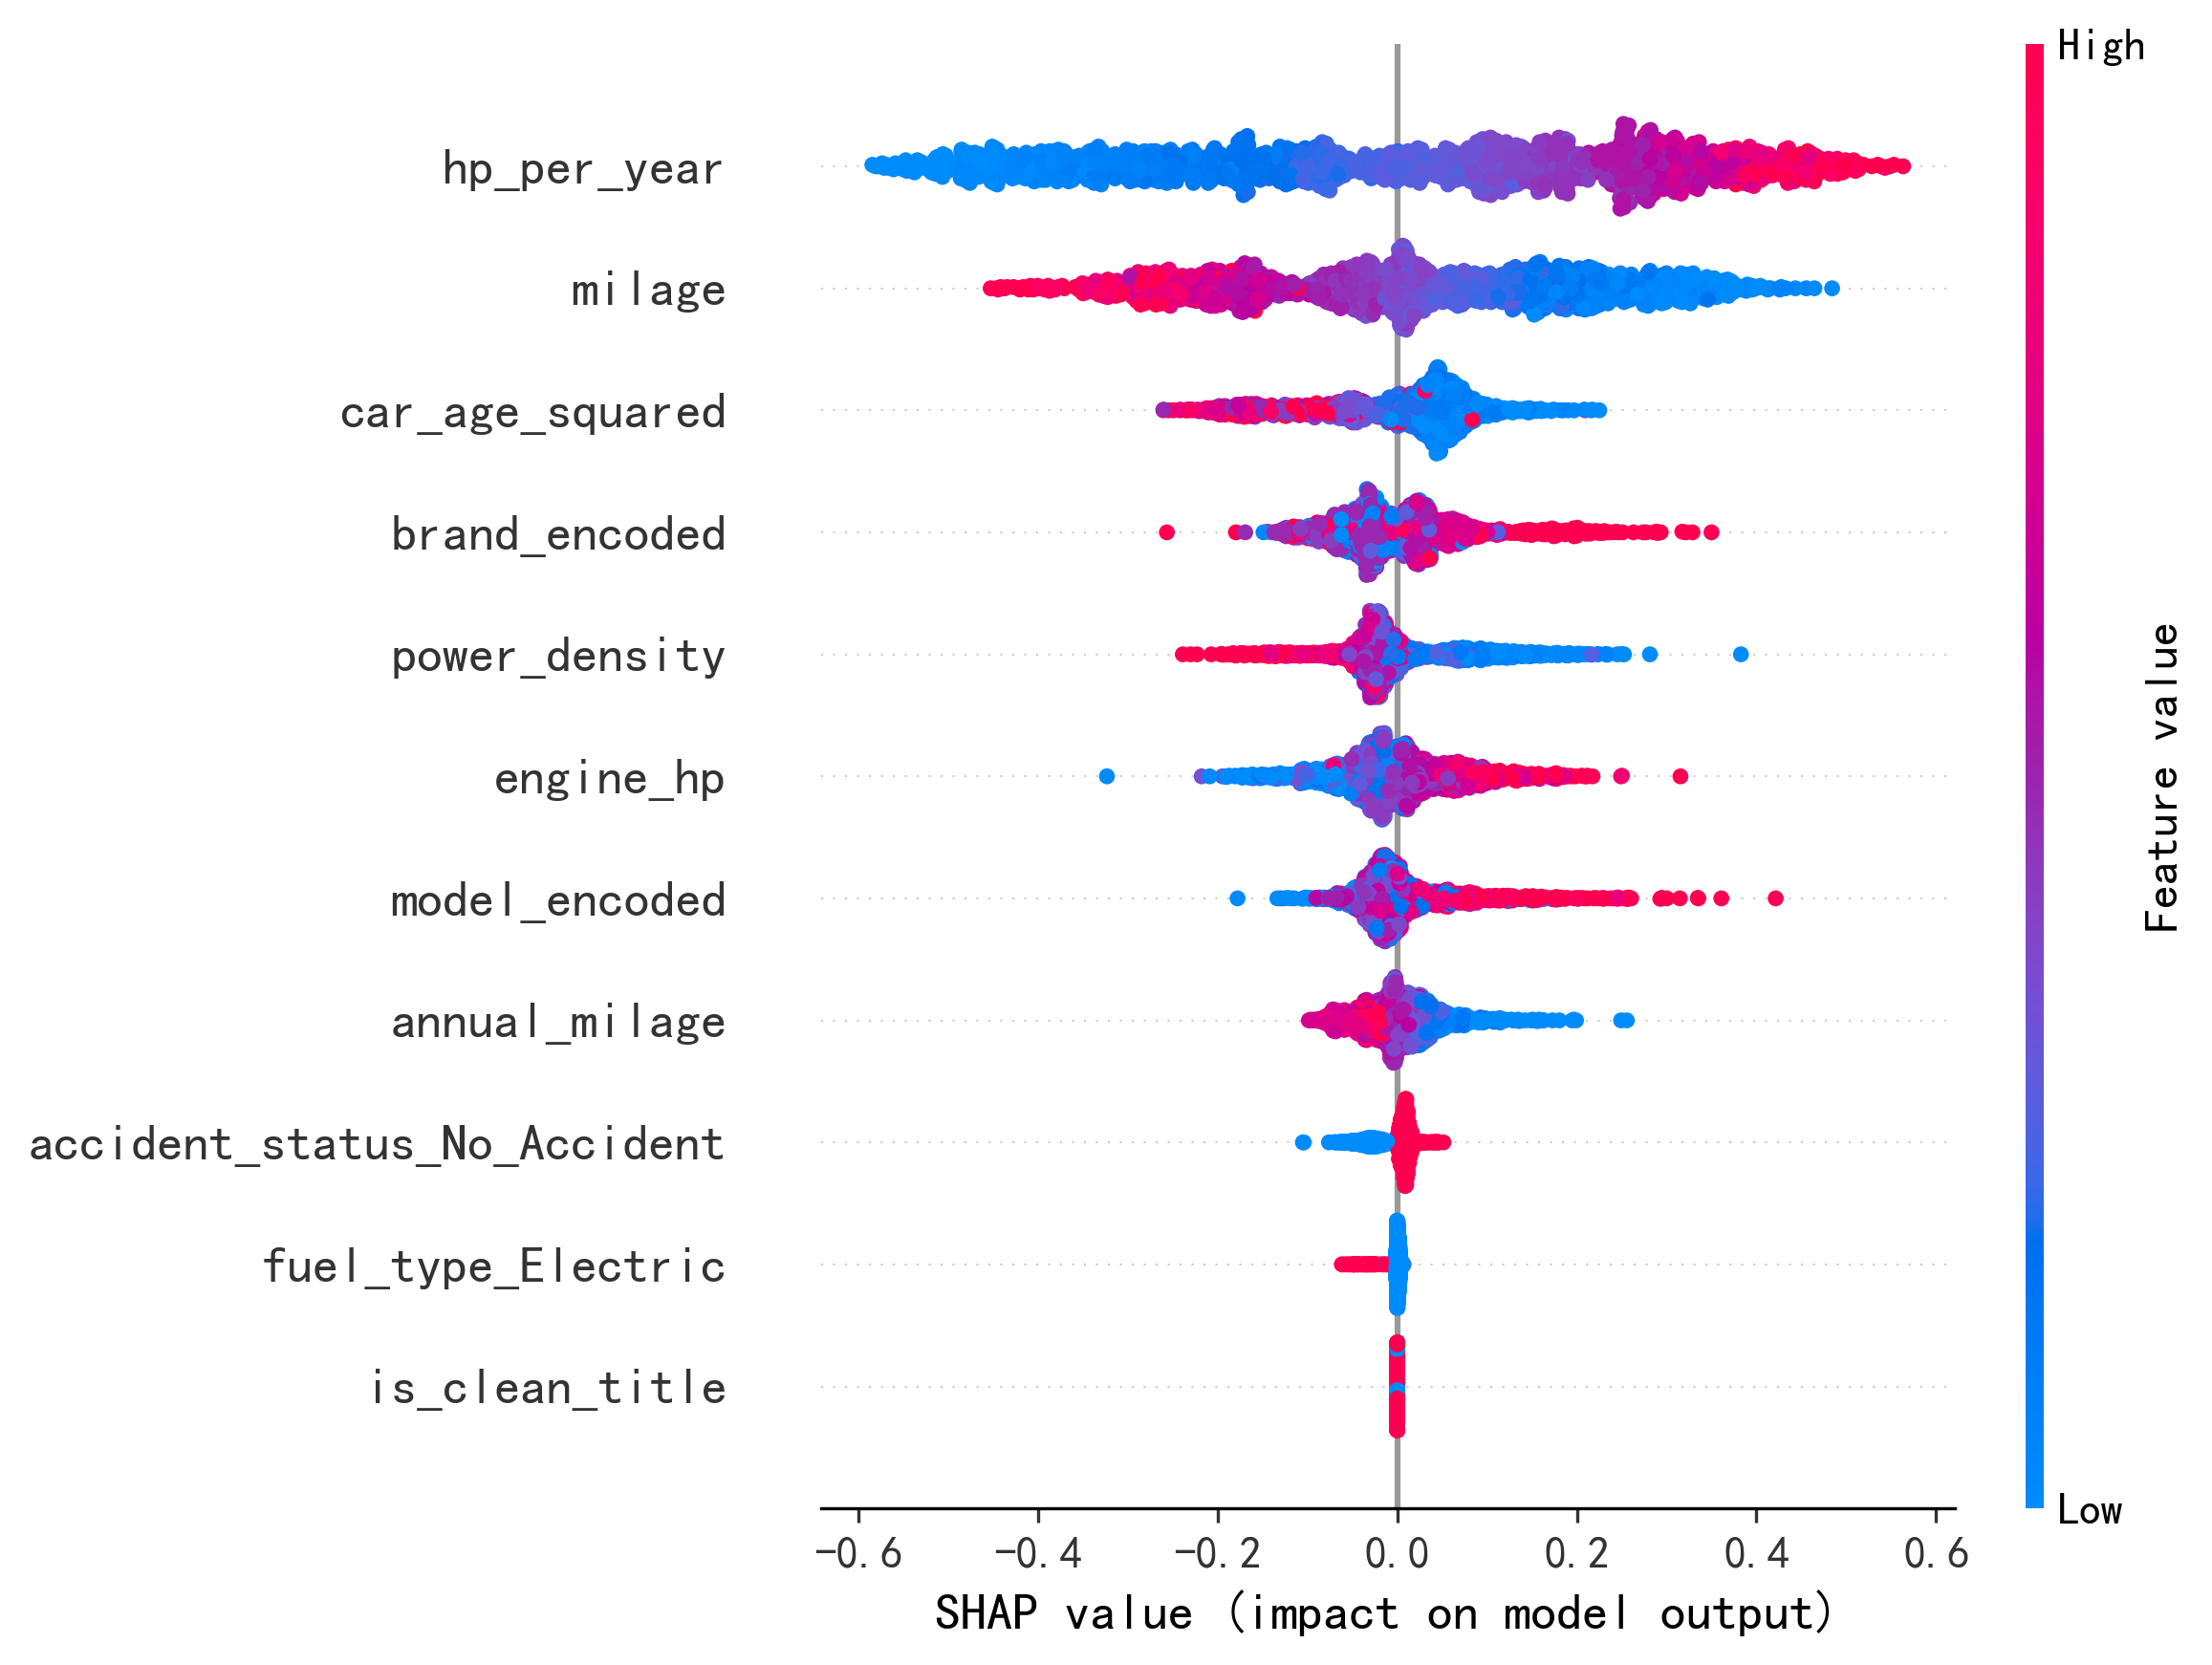 High
hp_per_year
milage
car_age_squared
brand_encoded
power_density
engine_hp
model_encoded
annual_milage
accident_status_No_Accident
fuel_type_Electric
is_clean_title
Feature value
Low
−0.6 −0.4 −0.2 0.0 0.2 0.4 0.6
SHAP value (impact on model output)